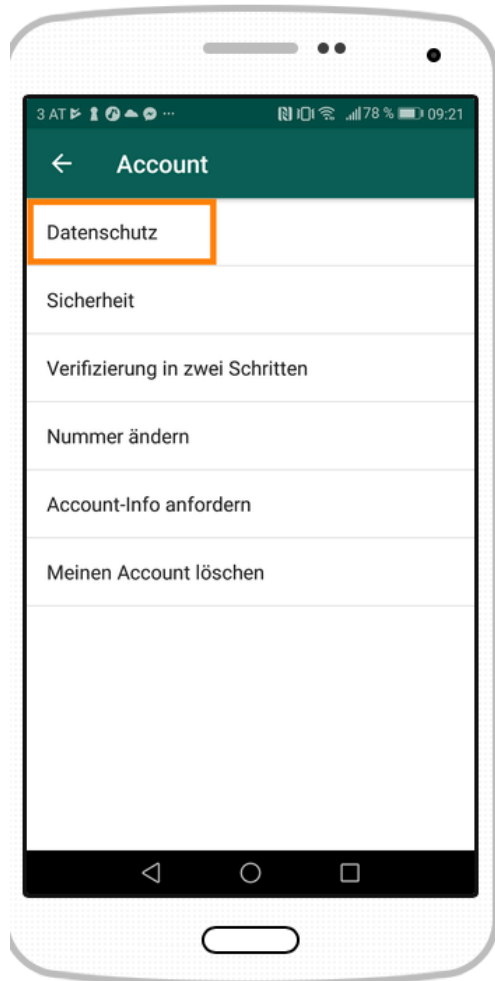 3 AT ... 78 % 09:21
Account
Datenschutz
Sicherheit
Verifizierung in zwei Schritten
Nummer ändern
Account-Info anfordern
Meinen Account löschen